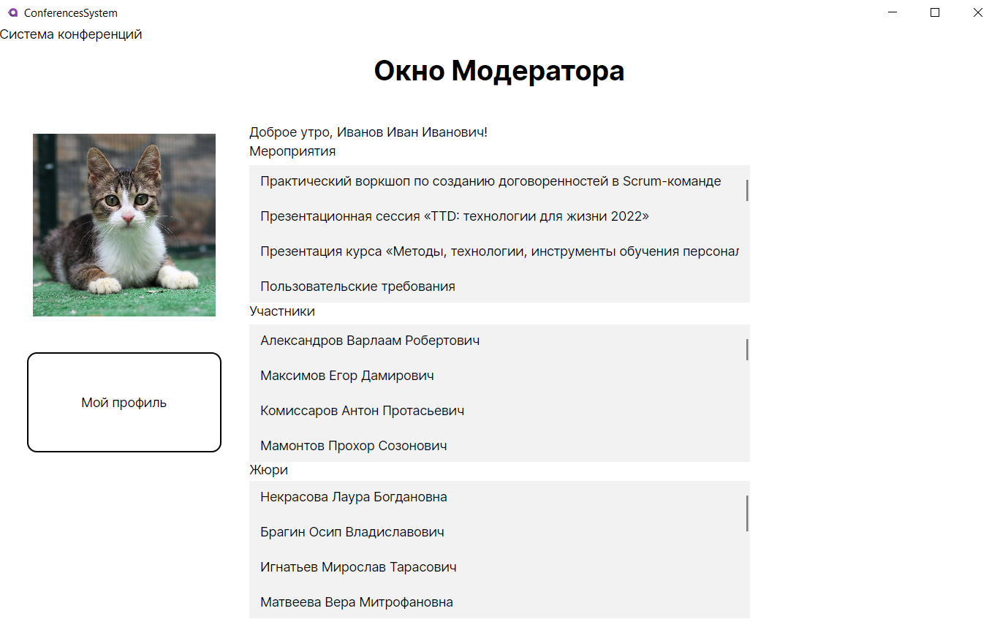 ConferencesSystem
Система конференций
Окно Модератора
Доброе утро, Иванов Иван Иванович!
Мероприятия
Практический воркшоп по созданию договоренностей в Scrum-команде
Презентационная сессия «TTD: технологии для жизни 2022»
Презентация курса «Методы, технологии, инструменты обучения персонал
Пользовательские требования
Участники
Александров Варлаам Робертович
Максимов Егор Дамирович
Комиссаров Антон Протасьевич
Мамонтов Прохор Созонович
Мой профиль
Жюри
Некрасова Лаура Богдановна
Брагин Осип Владиславович
Игнатьев Мирослав Тарасович
Матвеева Вера Митрофановна